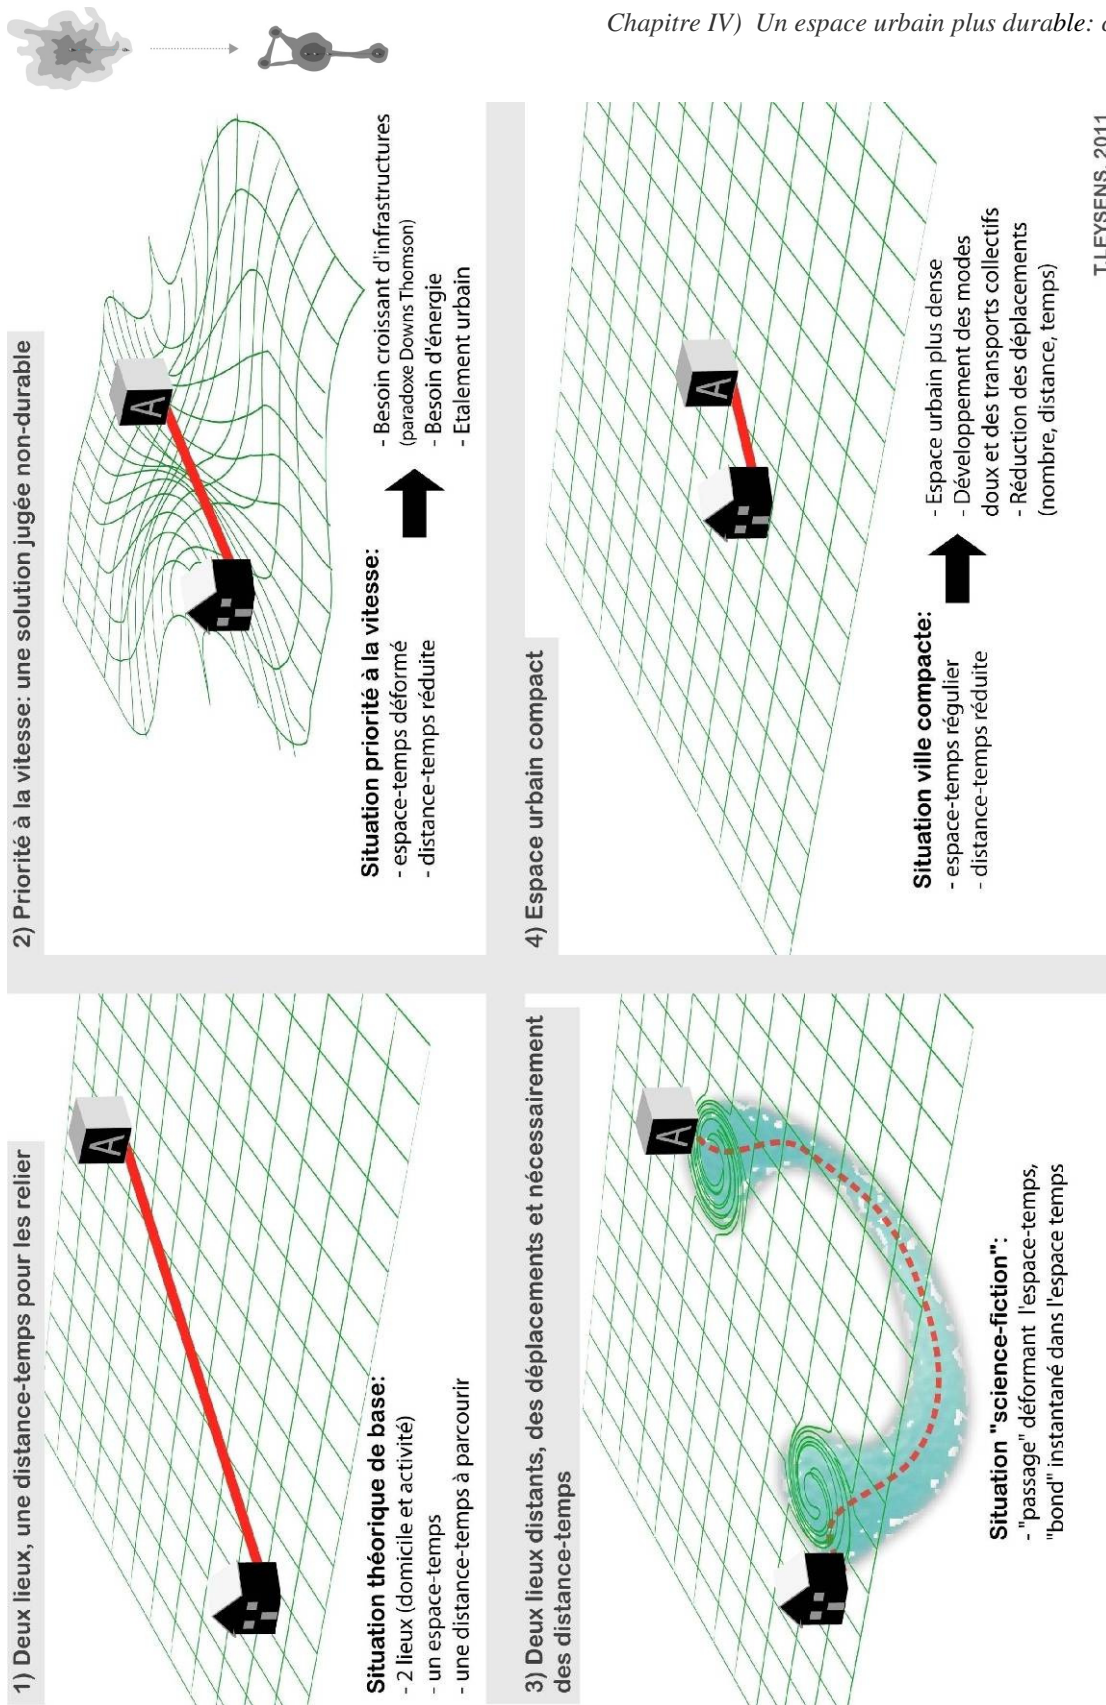 Chapitre IV) Un espace urbain plus durable:
1) Deux lieux, une distance-temps pour les relier
A
Situation théorique de base:
- 2 lieux (domicile et activité)
- un espace-temps
- une distance-temps à parcourir
2) Priorité à la vitesse: une solution jugée non-durable
A
Situation priorité à la vitesse:
- espace-temps déformé
- distance-temps réduite
- Besoin croissant d'infrastructures
(paradoxe Downs Thomson)
- Besoin d'énergie
- Etalement urbain
3) Deux lieux distants, des déplacements et nécessairement
des distance-temps
A
Situation "science-fiction":
- "passage" déformant l'espace-temps,
"bond" instantané dans l'espace temps
4) Espace urbain compact
A
Situation ville compacte:
- espace-temps régulier
- distance-temps réduite
- Espace urbain plus dense
- Développement des modes
doux et des transports collectifs
- Réduction des déplacements
(nombre, distance, temps)
T.LEYSENS, 2011